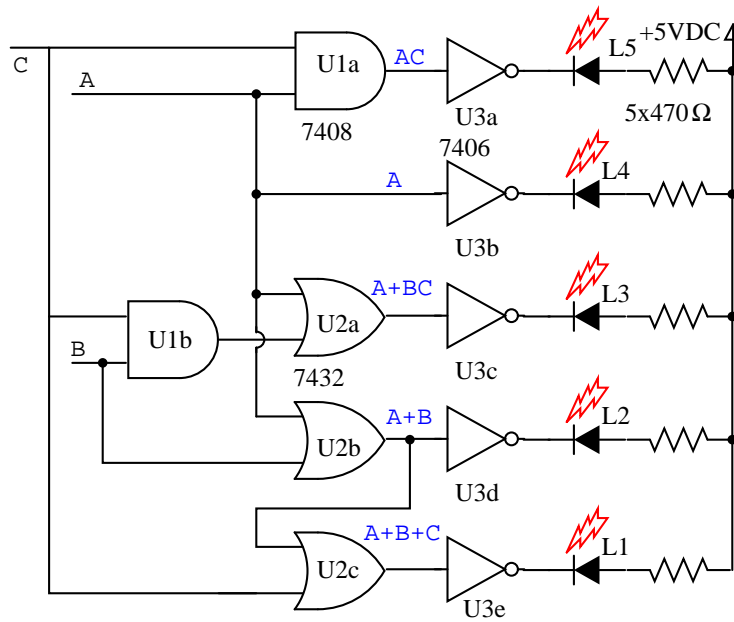 C
A
U1a
AC
U3a
L5
+5VDC
7408
7406
5x470Ω
A
U3b
L4
B
U1b
U2a
A+BC
U3c
L3
7432
U2b
A+B
U3d
L2
U2c
A+B+C
U3e
L1